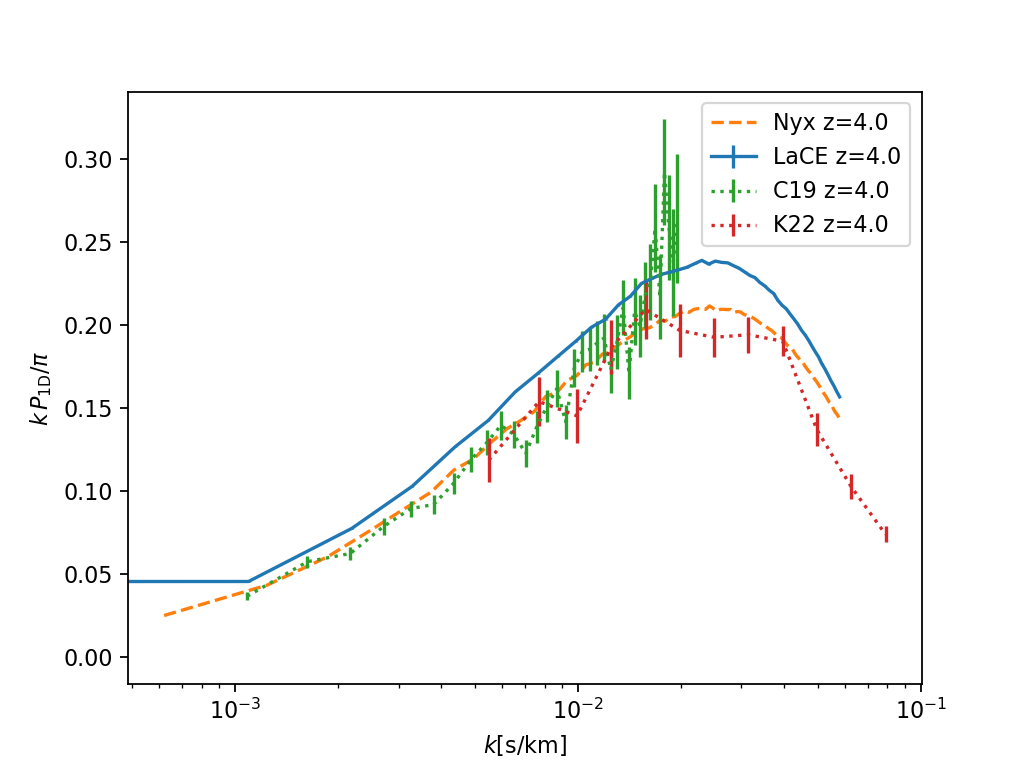 Nyx z=4.0
LaCE z=4.0
C19 z=4.0
K22 z=4.0
0.30
0.25
0.20
0.15
0.10
0.05
0.00
k P₁D/π
10⁻³
10⁻²
10⁻¹
k[s/km]